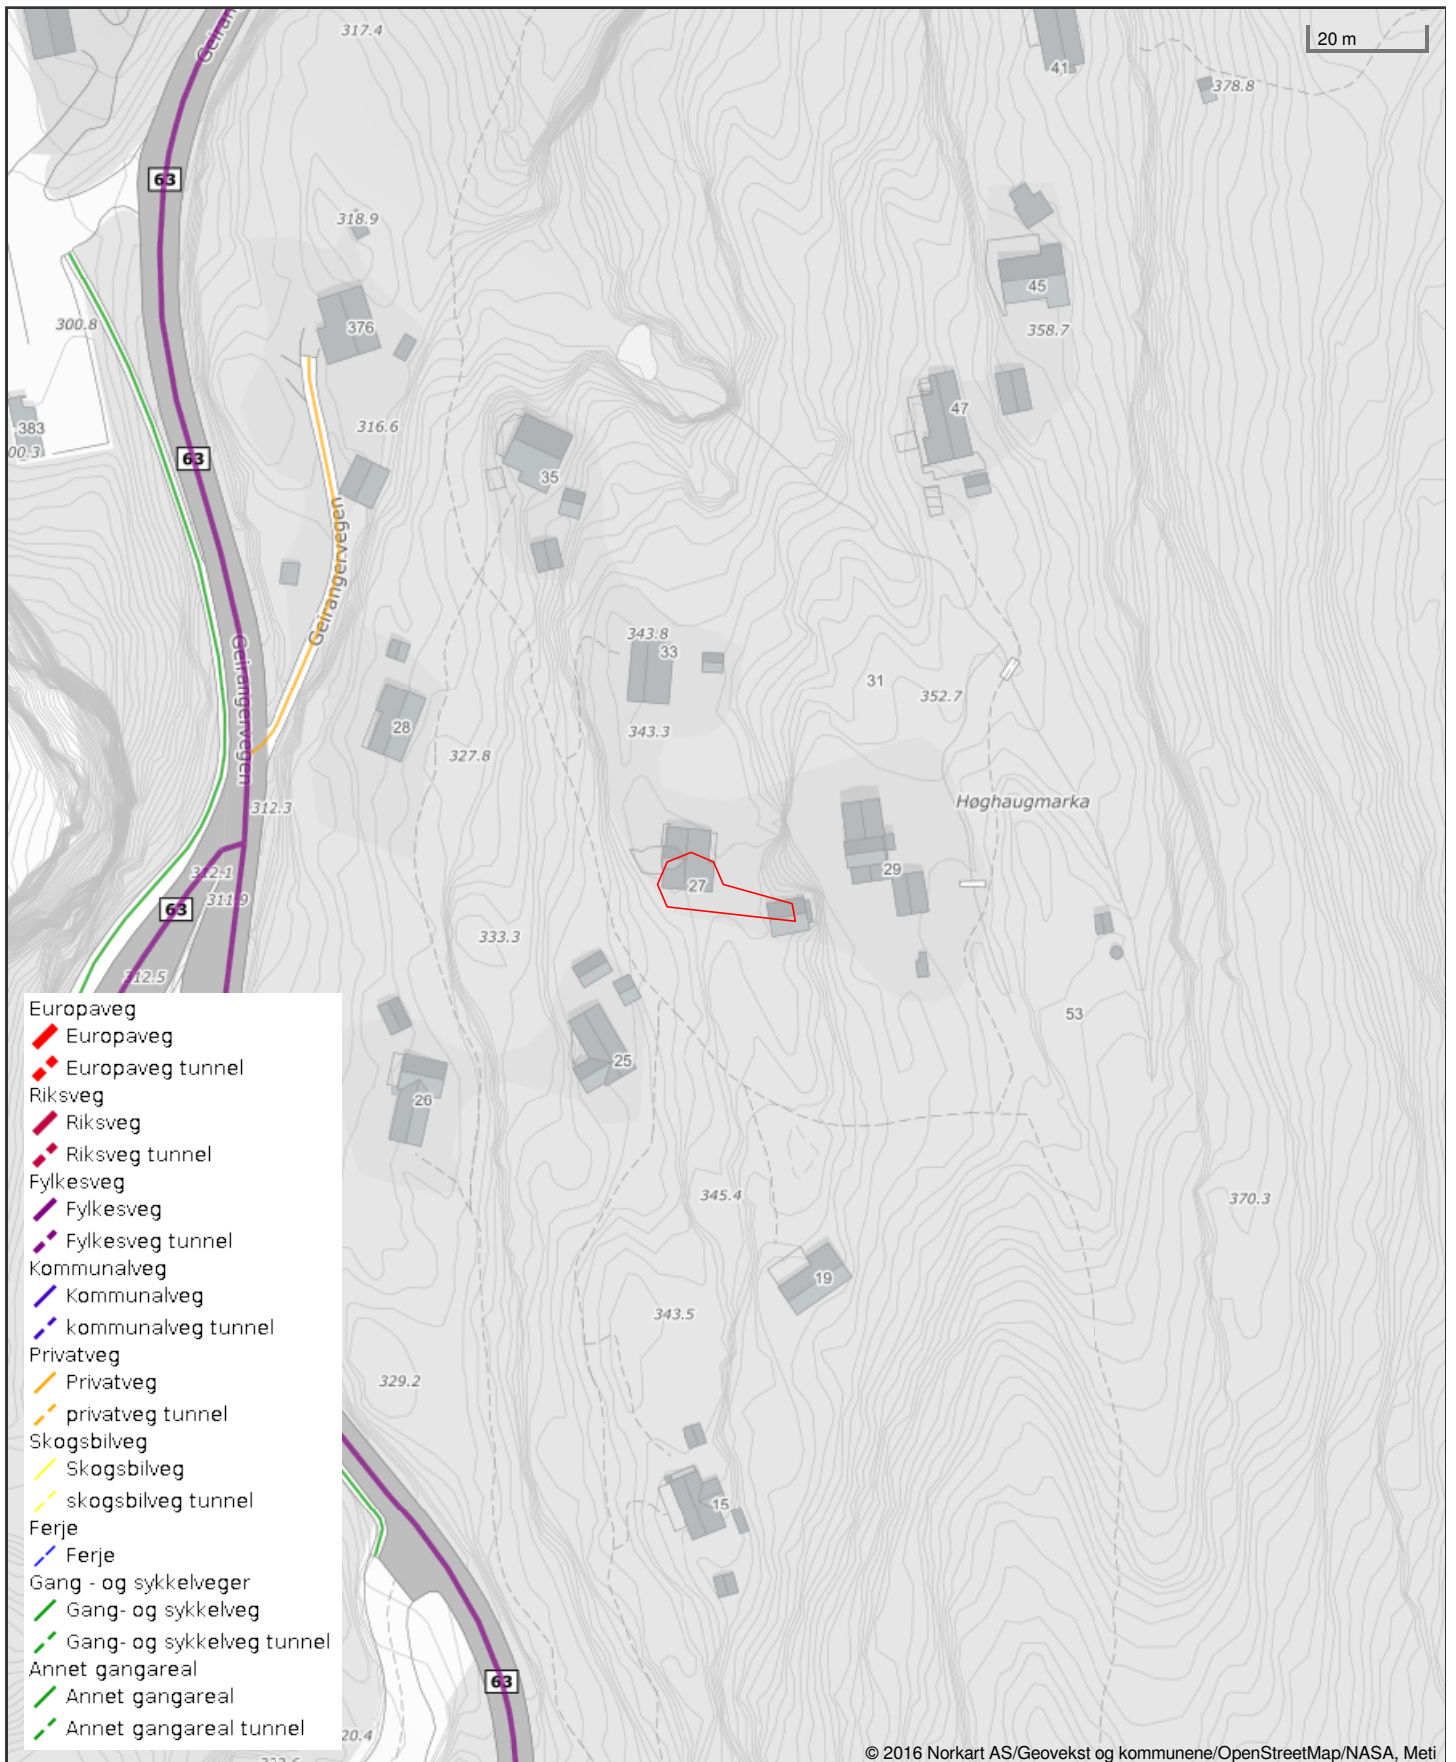 Geiran
317.4
20 m
41
378.8
63
318.9
45
300.8
376
358.7
47
383
316.6
00.3
63
35
Geirangervegen
343.8
33
Geirangervegen
31
352.7
28
343.3
327.8
312.3
Høghaugmarka
312.1
29
27
311.9
63
333.3
312.5
53
25
26
345.4
370.3
19
343.5
329.2
15
63
20.4
Europaveg
Europaveg
Europaveg tunnel
Riksveg
Riksveg
Riksveg tunnel
Fylkesveg
Fylkesveg
Fylkesveg tunnel
Kommunalveg
Kommunalveg
kommunalveg tunnel
Privatveg
Privatveg
privatveg tunnel
Skogsbilveg
Skogsbilveg
skogsbilveg tunnel
Ferje
Ferje
Gang - og sykkelveger
Gang- og sykkelveg
Gang- og sykkelveg tunnel
Annet gangareal
Annet gangareal
Annet gangareal tunnel
© 2016 Norkart AS/Geovekst og kommunene/OpenStreetMap/NASA, Meti